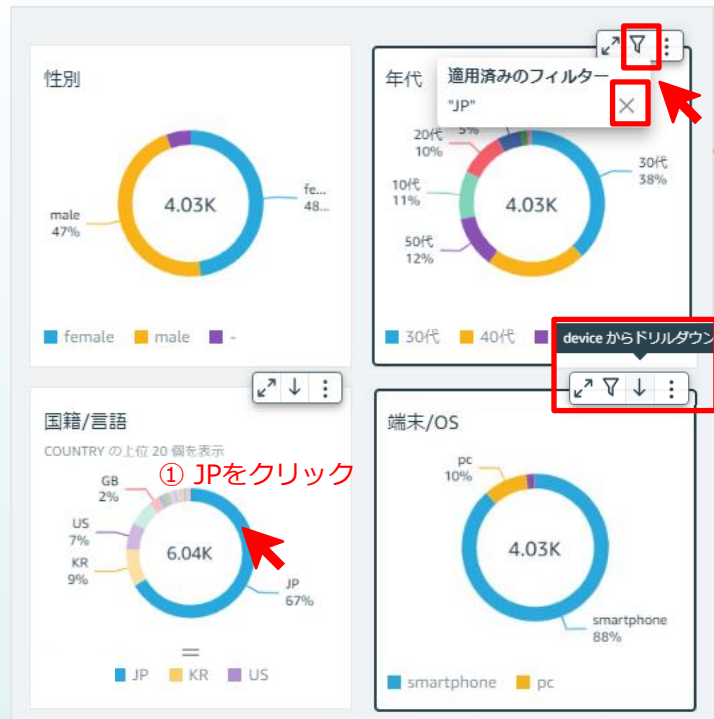 性別
4.03K
fe...
48...
male
47%
female
male
-
年代
適用済みのフィルター
"JP"
5%
20代
10%
30代
38%
10代
11%
4.03K
50代
12%
30代
40代
device からドリルダウン
国籍/言語
COUNTRY の上位 20 個を表示
① JPをクリック
GB
2%
US
7%
KR
9%
6.04K
JP
67%
JP
KR
US
端末/OS
pc
10%
4.03K
smartphone
88%
smartphone
pc